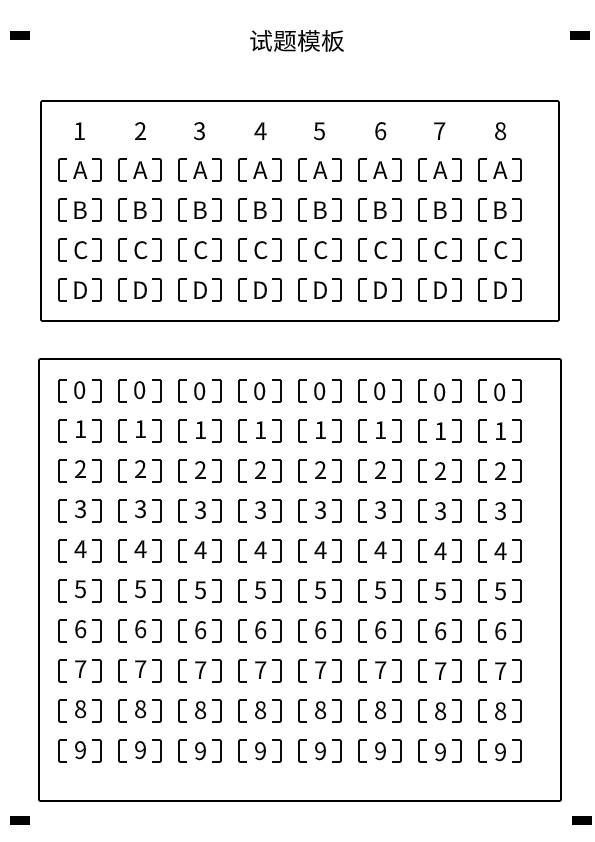 试题模板
1 2 3 4 5 6 7 8
[A] [A] [A] [A] [A] [A] [A] [A]
[B] [B] [B] [B] [B] [B] [B] [B]
[C] [C] [C] [C] [C] [C] [C] [C]
[D] [D] [D] [D] [D] [D] [D] [D]
[0] [0] [0] [0] [0] [0] [0] [0]
[1] [1] [1] [1] [1] [1] [1] [1]
[2] [2] [2] [2] [2] [2] [2] [2]
[3] [3] [3] [3] [3] [3] [3] [3]
[4] [4] [4] [4] [4] [4] [4] [4]
[5] [5] [5] [5] [5] [5] [5] [5]
[6] [6] [6] [6] [6] [6] [6] [6]
[7] [7] [7] [7] [7] [7] [7] [7]
[8] [8] [8] [8] [8] [8] [8] [8]
[9] [9] [9] [9] [9] [9] [9] [9]